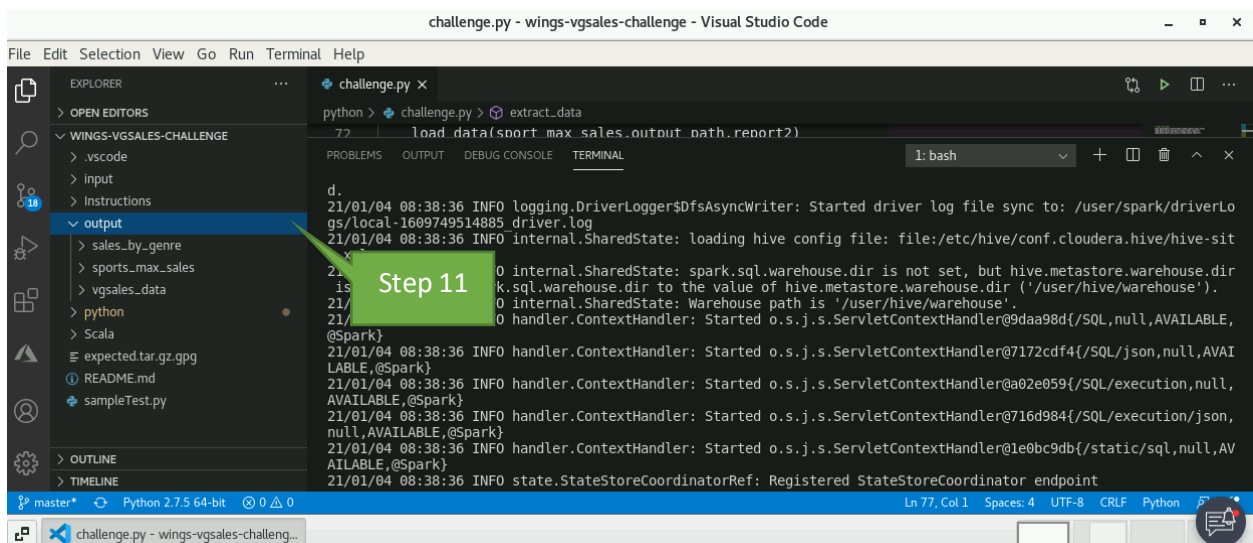 challenge.py - wings-vgsales-challenge - Visual Studio Code
File Edit Selection View Go Run Terminal Help
EXPLORER
OPEN EDITORS
WINGS-VGSALES-CHALLENGE
.vscode
input
Instructions
output
sales_by_genre
sports_max_sales
vgsales_data
python
Scala
expected.tar.gz.gpg
README.md
sampleTest.py
OUTLINE
TIMELINE
18
challenge.py
python > challenge.py > extract_data
72 load_data(sport_max_sales,output_path,report2)
PROBLEMS OUTPUT DEBUG CONSOLE TERMINAL 1: bash
d.
21/01/04 08:38:36 INFO logging.DriverLogger$DfsAsyncWriter: Started driver log file sync to: /user/spark/driverLo
gs/local-1609749514885_driver.log
21/01/04 08:38:36 INFO internal.SharedState: loading hive config file: file:/etc/hive/conf.cloudera.hive/hive-sit
21 O internal.SharedState: spark.sql.warehouse.dir is not set, but hive.metastore.warehouse.dir
is k.sql.warehouse.dir to the value of hive.metastore.warehouse.dir ('/user/hive/warehouse').
21/ O internal.SharedState: Warehouse path is '/user/hive/warehouse'.
21/ O handler.ContextHandler: Started o.s.j.s.ServletContextHandler@9daa98d{/SQL,null,AVAILABLE,
@Spark}
21/01/04 08:38:36 INFO handler.ContextHandler: Started o.s.j.s.ServletContextHandler@7172cdf4{/SQL/json,null,AVAI
LABLE,@Spark}
21/01/04 08:38:36 INFO handler.ContextHandler: Started o.s.j.s.ServletContextHandler@a02e059{/SQL/execution,null,
AVAILABLE,@Spark}
21/01/04 08:38:36 INFO handler.ContextHandler: Started o.s.j.s.ServletContextHandler@716d984{/SQL/execution/json,
null,AVAILABLE,@Spark}
21/01/04 08:38:36 INFO handler.ContextHandler: Started o.s.j.s.ServletContextHandler@1e0bc9db{/static/sql,null,AV
AILABLE,@Spark}
21/01/04 08:38:36 INFO state.StateStoreCoordinatorRef: Registered StateStoreCoordinator endpoint
Step 11
master* Python 2.7.5 64-bit 0 0 Ln 77, Col 1 Spaces: 4 UTF-8 CRLF Python
challenge.py - wings-vgsales-challeng...